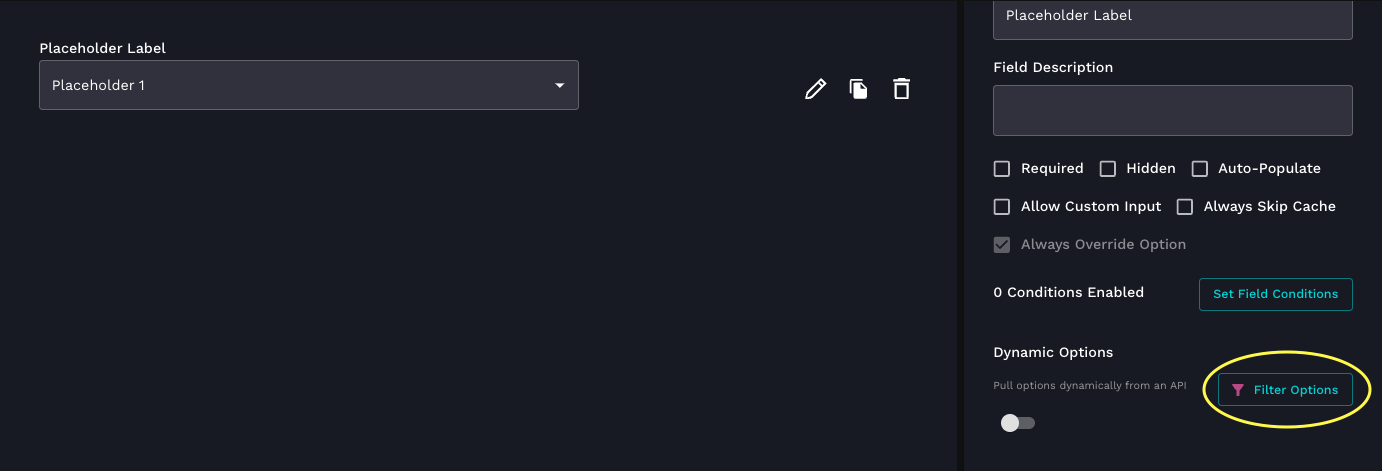 Placeholder Label
Placeholder 1
Placeholder Label
Field Description
Required Hidden Auto-Populate
Allow Custom Input Always Skip Cache
Always Override Option
0 Conditions Enabled Set Field Conditions
Dynamic Options
Pull options dynamically from an API Filter Options